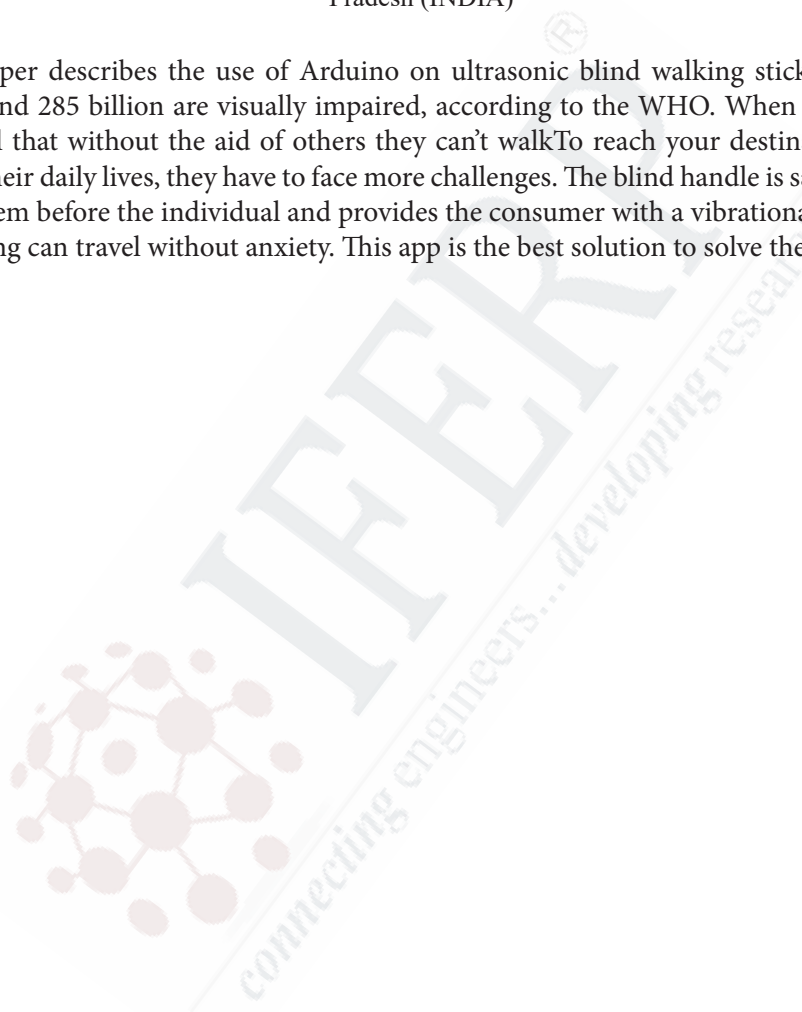 Pradesh (INDIA)
per describes the use of Arduino on ultrasonic blind walking stick
nd 285 billion are visually impaired, according to the WHO. When
l that without the aid of others they can't walkTo reach your destin
heir daily lives, they have to face more challenges. The blind handle is s
em before the individual and provides the consumer with a vibrationa
ng can travel without anxiety. This app is the best solution to solve the
IFERP
®
connecting engineers...developing resear